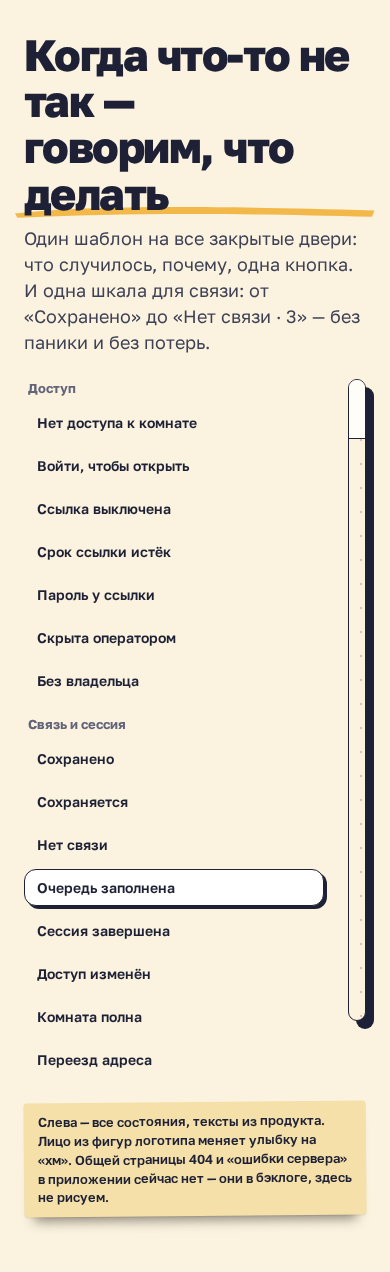 Когда что-то не
так —
говорим, что
делать
Один шаблон на все закрытые двери:
что случилось, почему, одна кнопка.
И одна шкала для связи: от
«Сохранено» до «Нет связи · 3» — без
паники и без потерь.
Доступ
Нет доступа к комнате
Войти, чтобы открыть
Ссылка выключена
Срок ссылки истёк
Пароль у ссылки
Скрыта оператором
Без владельца
Связь и сессия
Сохранено
Сохраняется
Нет связи
Очередь заполнена
Сессия завершена
Доступ изменён
Комната полна
Переезд адреса
Слева — все состояния, тексты из продукта.
Лицо из фигур логотипа меняет улыбку на
«хм». Общей страницы 404 и «ошибки сервера»
в приложении сейчас нет — они в бэклоге, здесь
не рисуем.